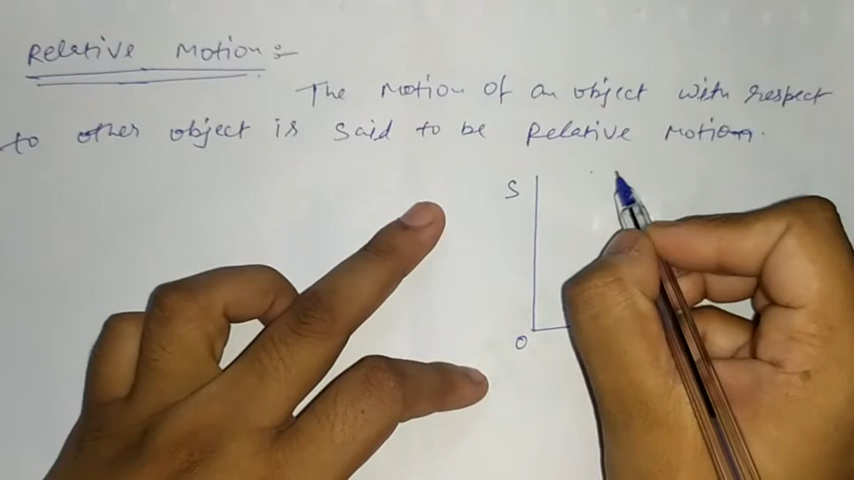 Relative Motion :-
The Motion of an object with respect
to other object is said to be Relative Motion.
S
O